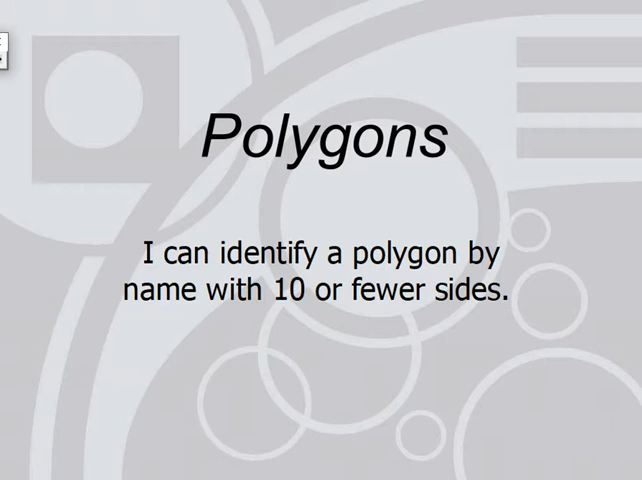 Polygons
I can identify a polygon by
name with 10 or fewer sides.